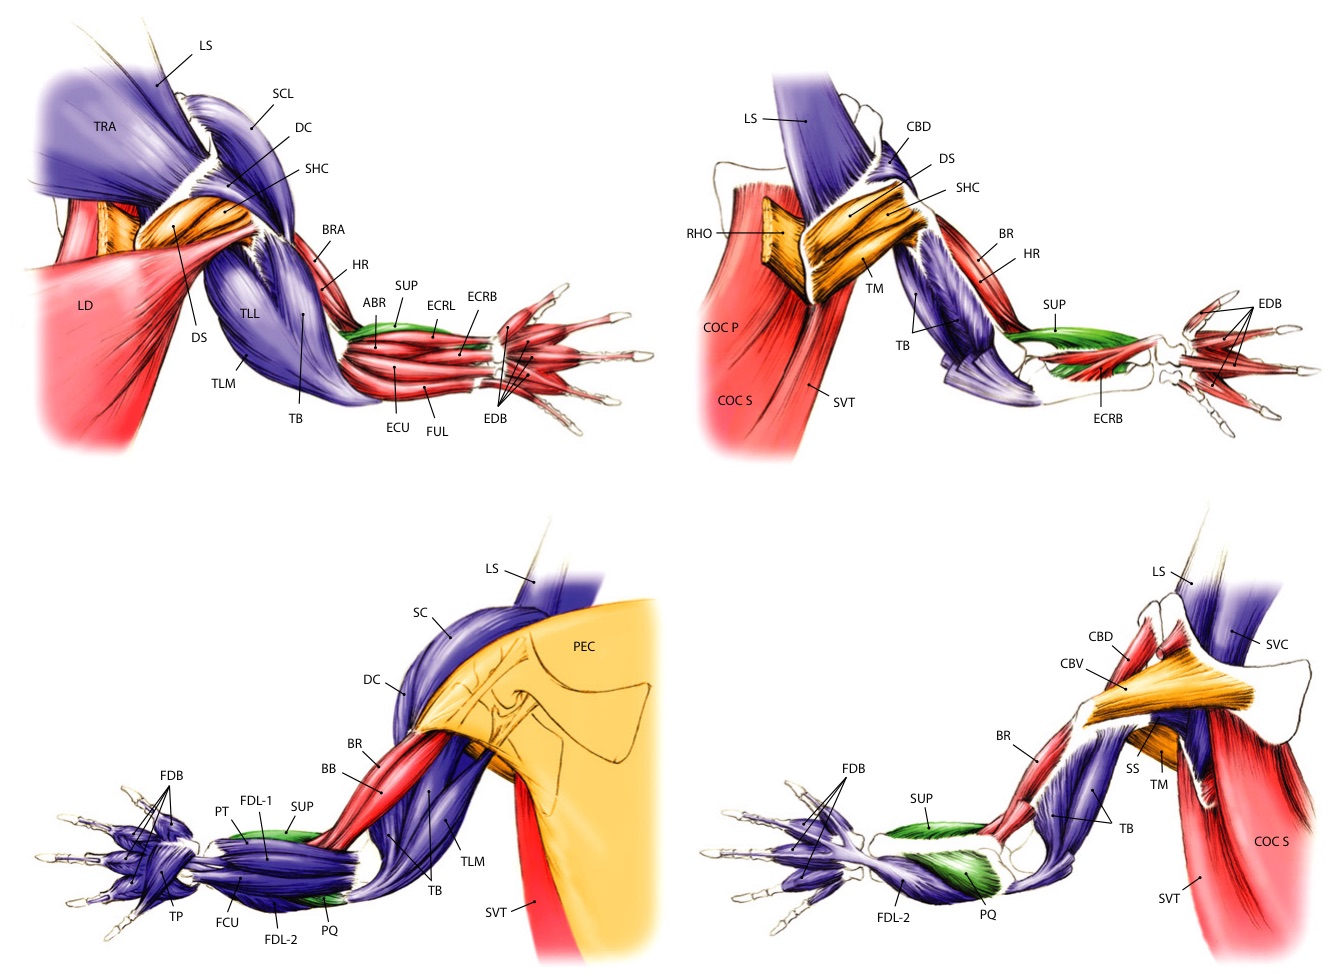 LS
SCL
TRA
DC
SHC
BRA
HR
SUP
ABR
ECRL
ECRB
LD
TLL
DS
TLM
TB
ECU
FUL
EDB
LS
CBD
DS
SHC
RHO
BR
HR
TM
SUP
EDB
COC P
TB
COC S
SVT
ECRB
LS
SC
PEC
DC
BR
BB
FDB
PT
FDL-1
SUP
TLM
TB
TP
FCU
FDL-2
PQ
SVT
LS
CBD
SVC
CBV
BR
SS
TM
FDB
SUP
TB
COC S
FDL-2
PQ
SVT